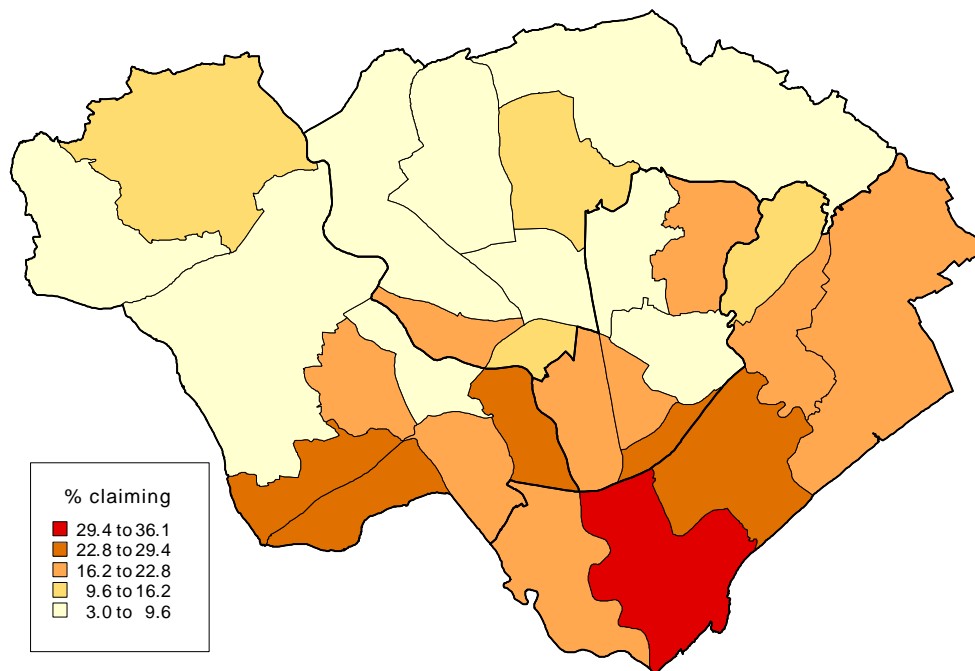 % claiming
29.4 to 36.1
22.8 to 29.4
16.2 to 22.8
9.6 to 16.2
3.0 to 9.6